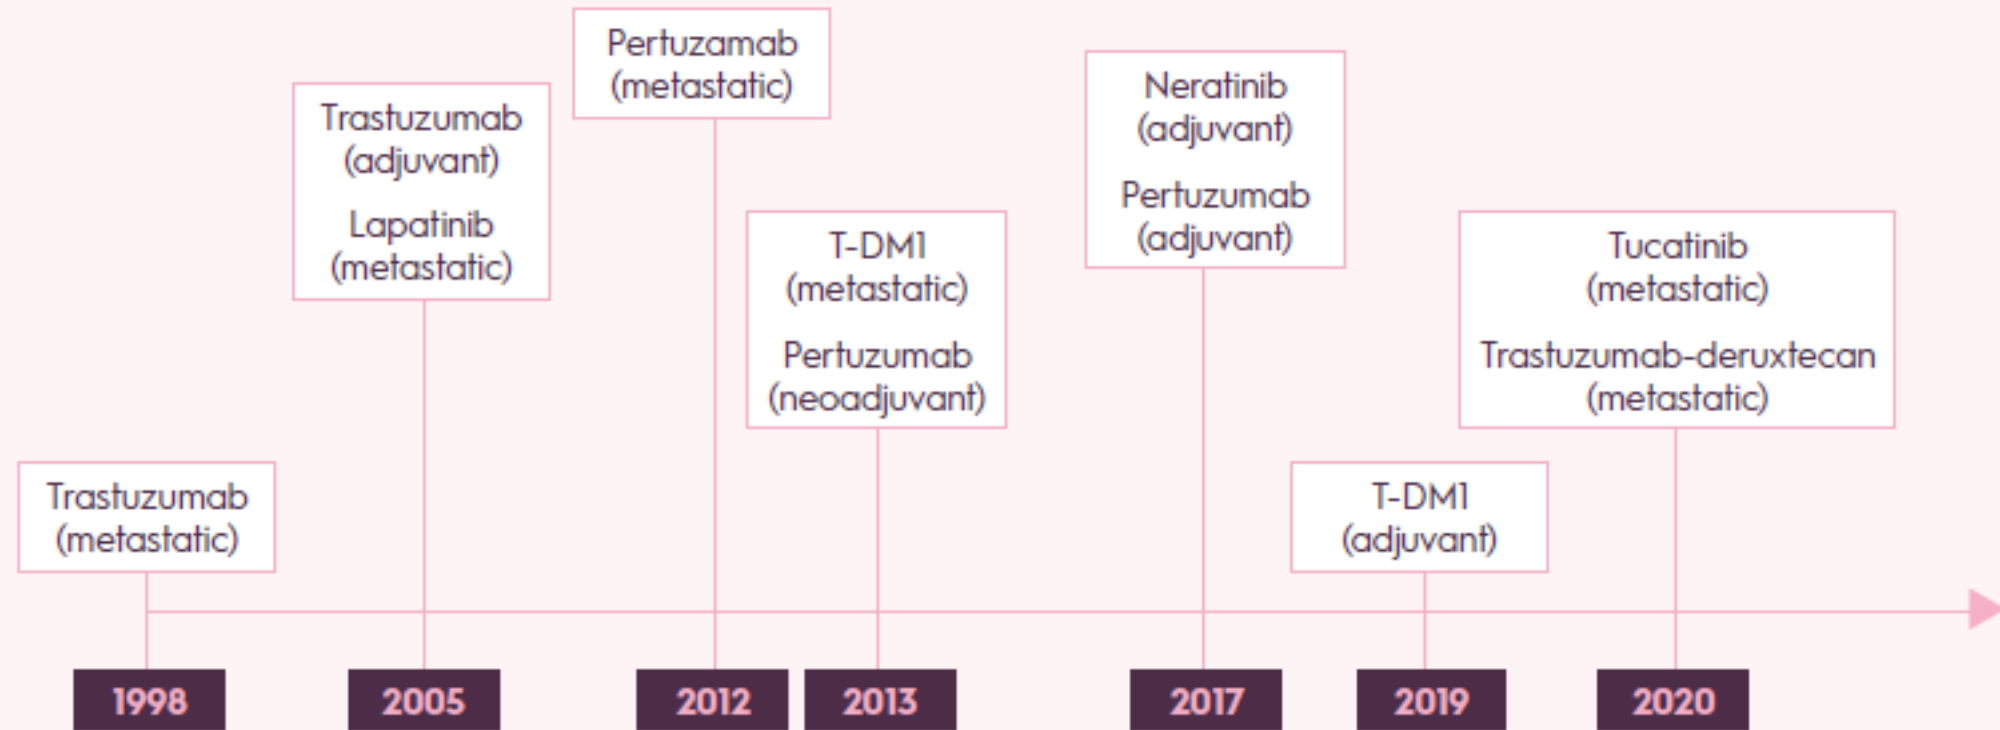 Trastuzumab
(metastatic)
Trastuzumab
(adjuvant)
Lapatinib
(metastatic)
Pertuzamab
(metastatic)
T-DM1
(metastatic)
Pertuzumab
(neoadjuvant)
Neratinib
(adjuvant)
Pertuzumab
(adjuvant)
T-DM1
(adjuvant)
Tucatinib
(metastatic)
Trastuzumab-deruxtecan
(metastatic)
1998
2005
2012
2013
2017
2019
2020